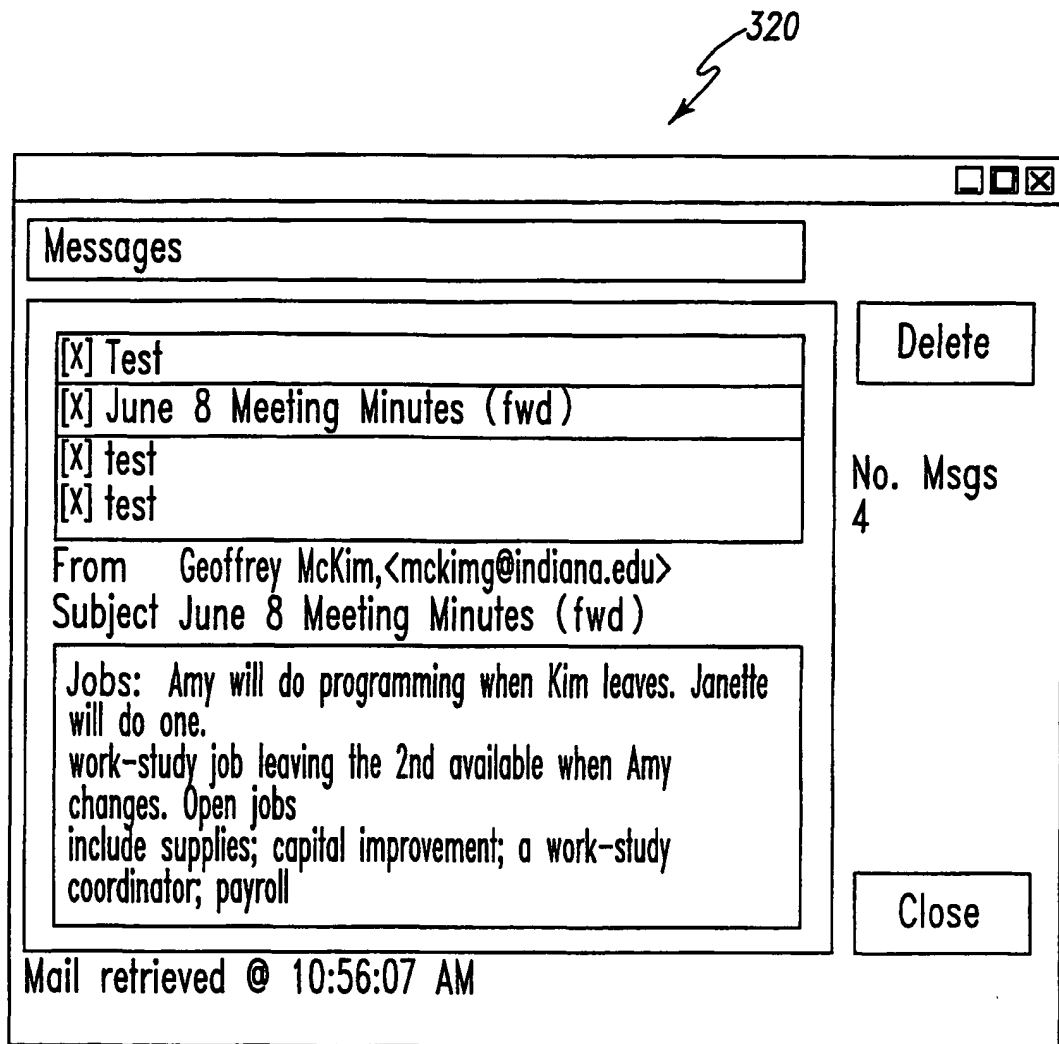 320
Messages
[X] Test
[X] June 8 Meeting Minutes (fwd)
[X] test
[X] test
From Geoffrey McKim,<mckimg@indiana.edu>
Subject June 8 Meeting Minutes (fwd)
Jobs: Amy will do programming when Kim leaves. Janette
will do one.
work-study job leaving the 2nd available when Amy
changes. Open jobs
include supplies; capital improvement; a work-study
coordinator; payroll
Delete
No. Msgs
4
Close
Mail retrieved @ 10:56:07 AM